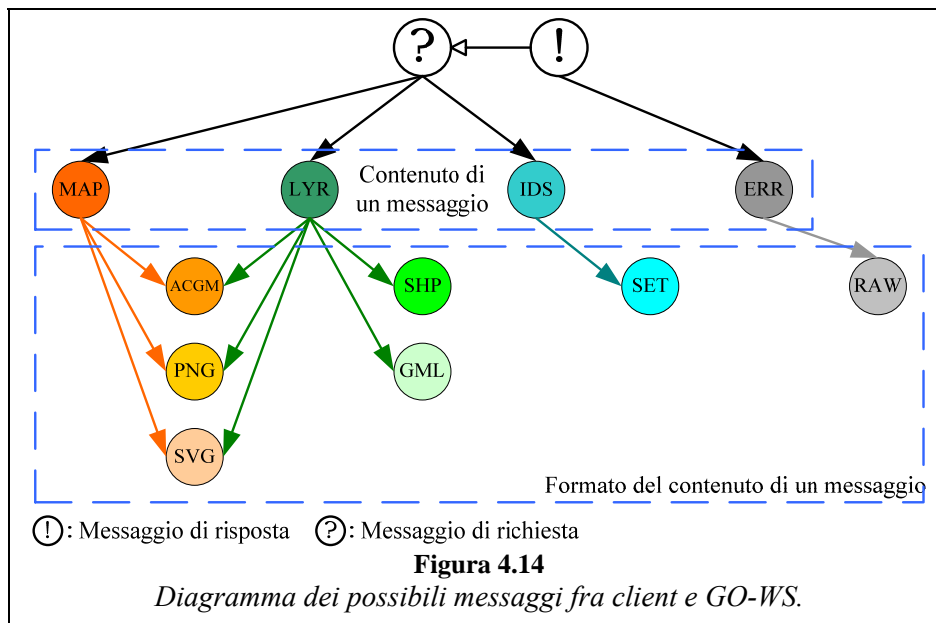 ? !
MAP LYR Contenuto di un messaggio IDS ERR
ACGM SHP SET RAW
PNG GML
SVG
Formato del contenuto di un messaggio
!: Messaggio di risposta ?: Messaggio di richiesta
Figura 4.14
Diagramma dei possibili messaggi fra client e GO-WS.